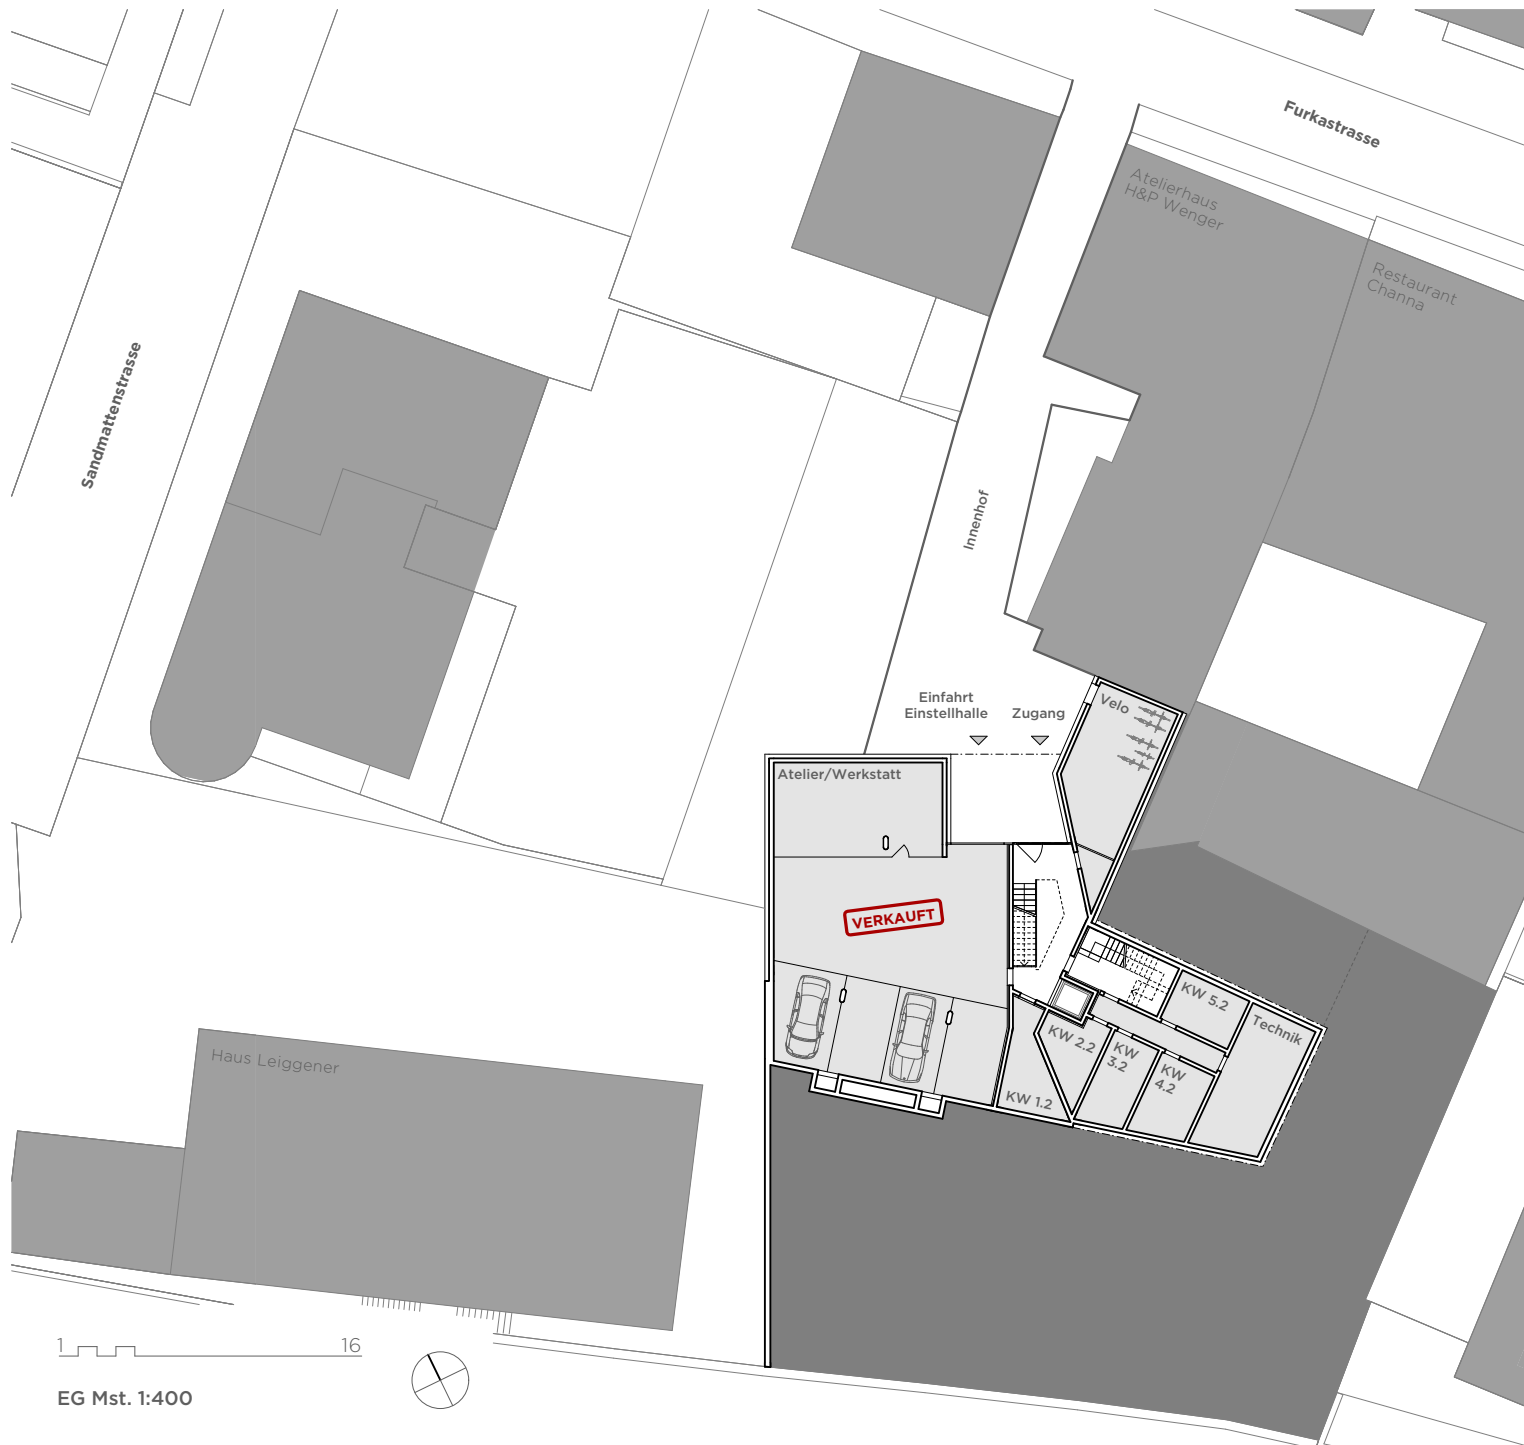 Furkastrasse
Atelierhaus
H&P Wenger
Restaurant
Channa
Sandmattenstrasse
Innenhof
Einfahrt
Einstellhalle
Zugang
Velo
Atelier/Werkstatt
VERKAUFT
KW 5.2
Technik
KW 2.2
KW
3.2
KW
4.2
KW 1.2
Haus Leiggener
1 16
EG Mst. 1:400